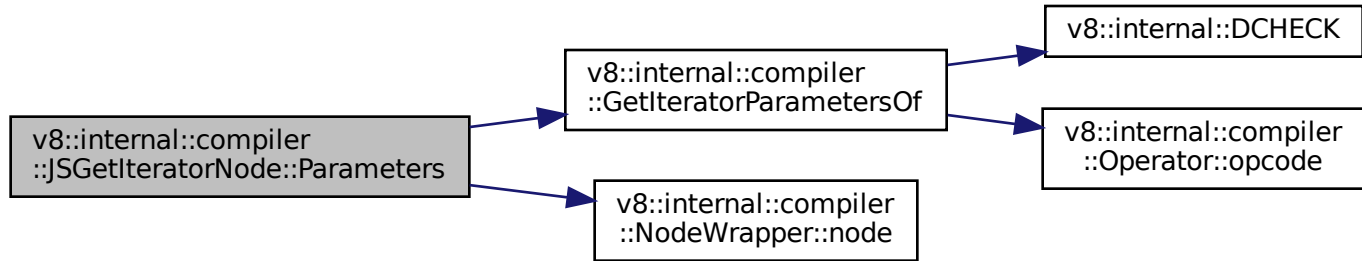 v8::internal::compiler
::JSGetIteratorNode::Parameters
v8::internal::compiler
::GetIteratorParametersOf
v8::internal::DCHECK
v8::internal::compiler
::Operator::opcode
v8::internal::compiler
::NodeWrapper::node